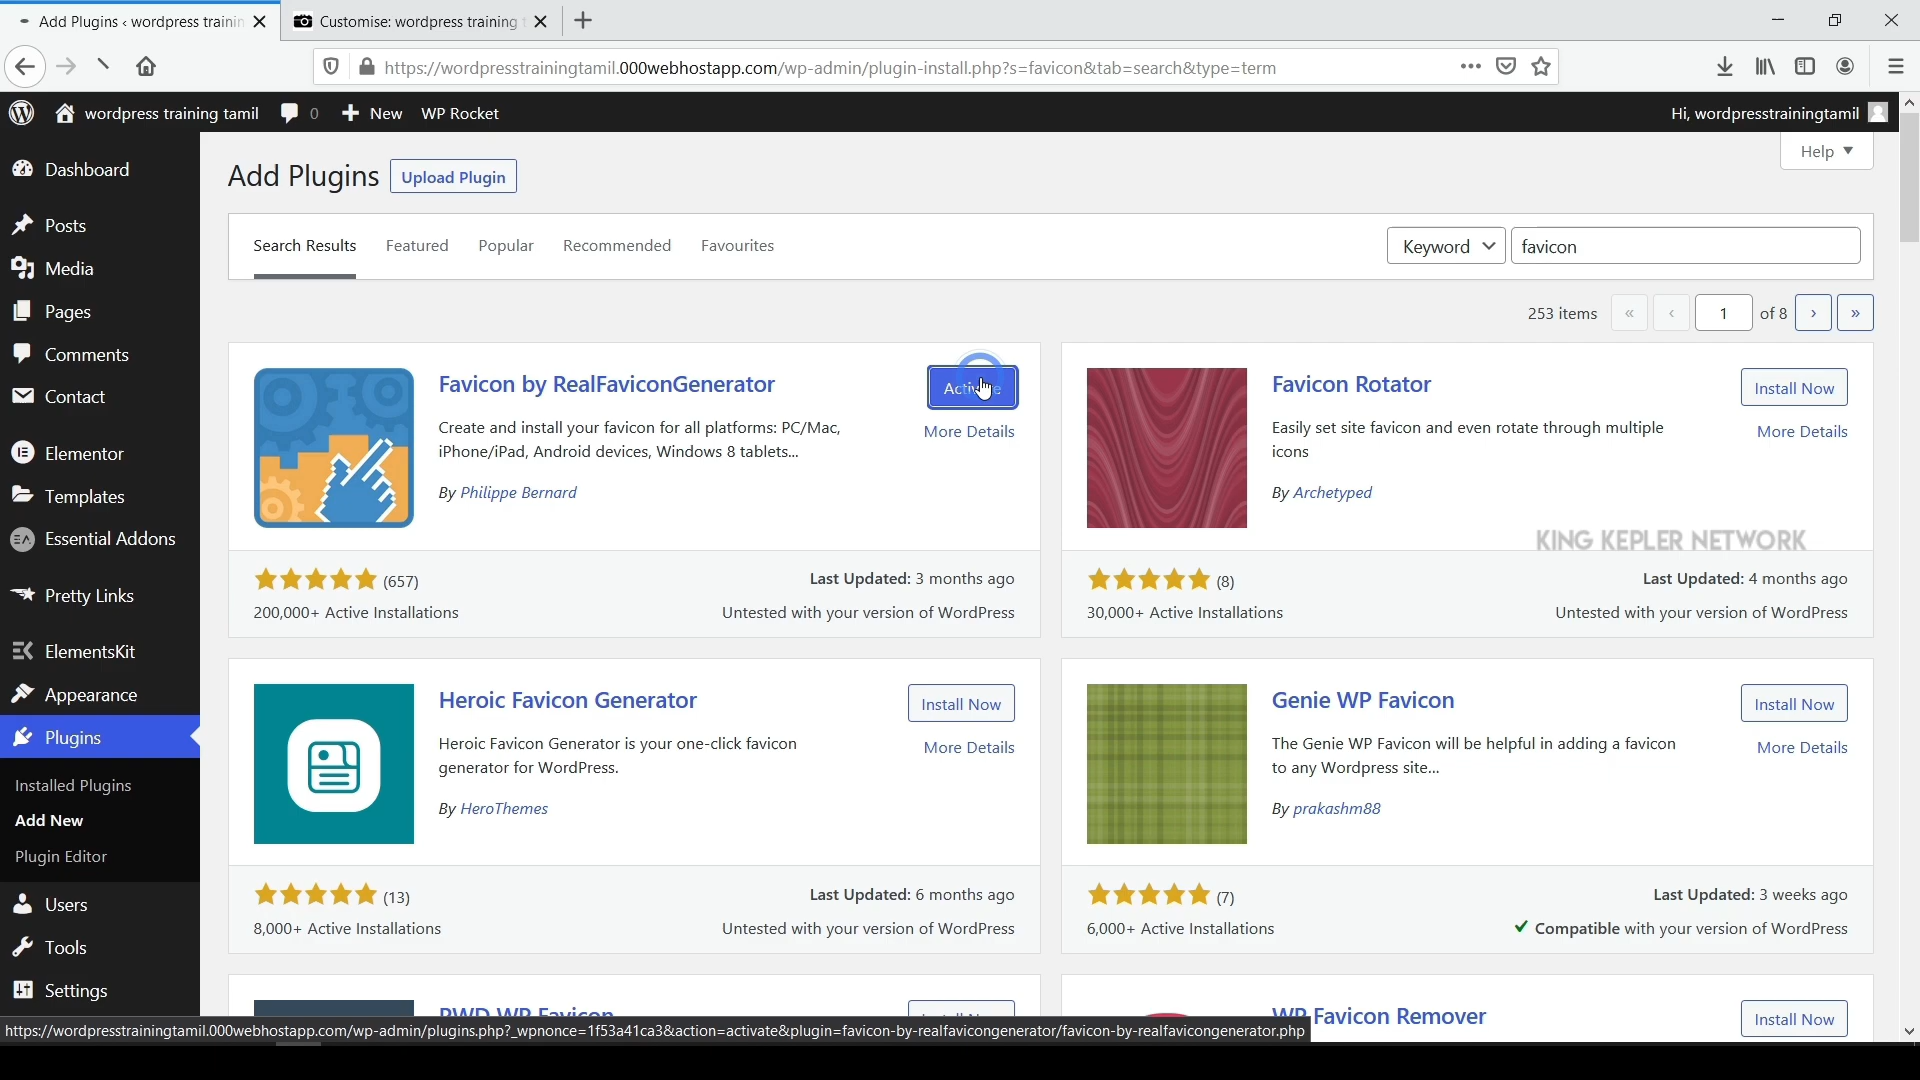 Add Plugins ‹ wordpress trainin
Customise: wordpress training
https://wordpresstrainingtamil.000webhostapp.com/wp-admin/plugin-install.php?s=favicon&tab=search&type=term
wordpress training tamil
0
New
WP Rocket
Hi, wordpresstrainingtamil
Help
Dashboard
Posts
Media
Pages
Comments
Contact
Elementor
Templates
Essential Addons
Pretty Links
ElementsKit
Appearance
Plugins
Installed Plugins
Add New
Plugin Editor
Users
Tools
Settings
Add Plugins
Upload Plugin
Search Results
Featured
Popular
Recommended
Favourites
Keyword
favicon
253 items
«
‹
1
of 8
›
»
Favicon by RealFaviconGenerator
More Details
Create and install your favicon for all platforms: PC/Mac,
iPhone/iPad, Android devices, Windows 8 tablets...
By Philippe Bernard
(657)
Last Updated: 3 months ago
200,000+ Active Installations
Untested with your version of WordPress
Favicon Rotator
Install Now
More Details
Easily set site favicon and even rotate through multiple
icons
By Archetyped
KING KEPLER NETWORK
(8)
Last Updated: 4 months ago
30,000+ Active Installations
Untested with your version of WordPress
Heroic Favicon Generator
Install Now
More Details
Heroic Favicon Generator is your one-click favicon
generator for WordPress.
By HeroThemes
(13)
Last Updated: 6 months ago
8,000+ Active Installations
Untested with your version of WordPress
Genie WP Favicon
Install Now
More Details
The Genie WP Favicon will be helpful in adding a favicon
to any Wordpress site...
By prakashm88
(7)
Last Updated: 3 weeks ago
6,000+ Active Installations
Compatible with your version of WordPress
PWD WP Favicon
WP Favicon Remover
Install Now
https://wordpresstrainingtamil.000webhostapp.com/wp-admin/plugins.php?_wpnonce=1f53a41ca3&action=activate&plugin=favicon-by-realfavicongenerator/favicon-by-realfavicongenerator.php